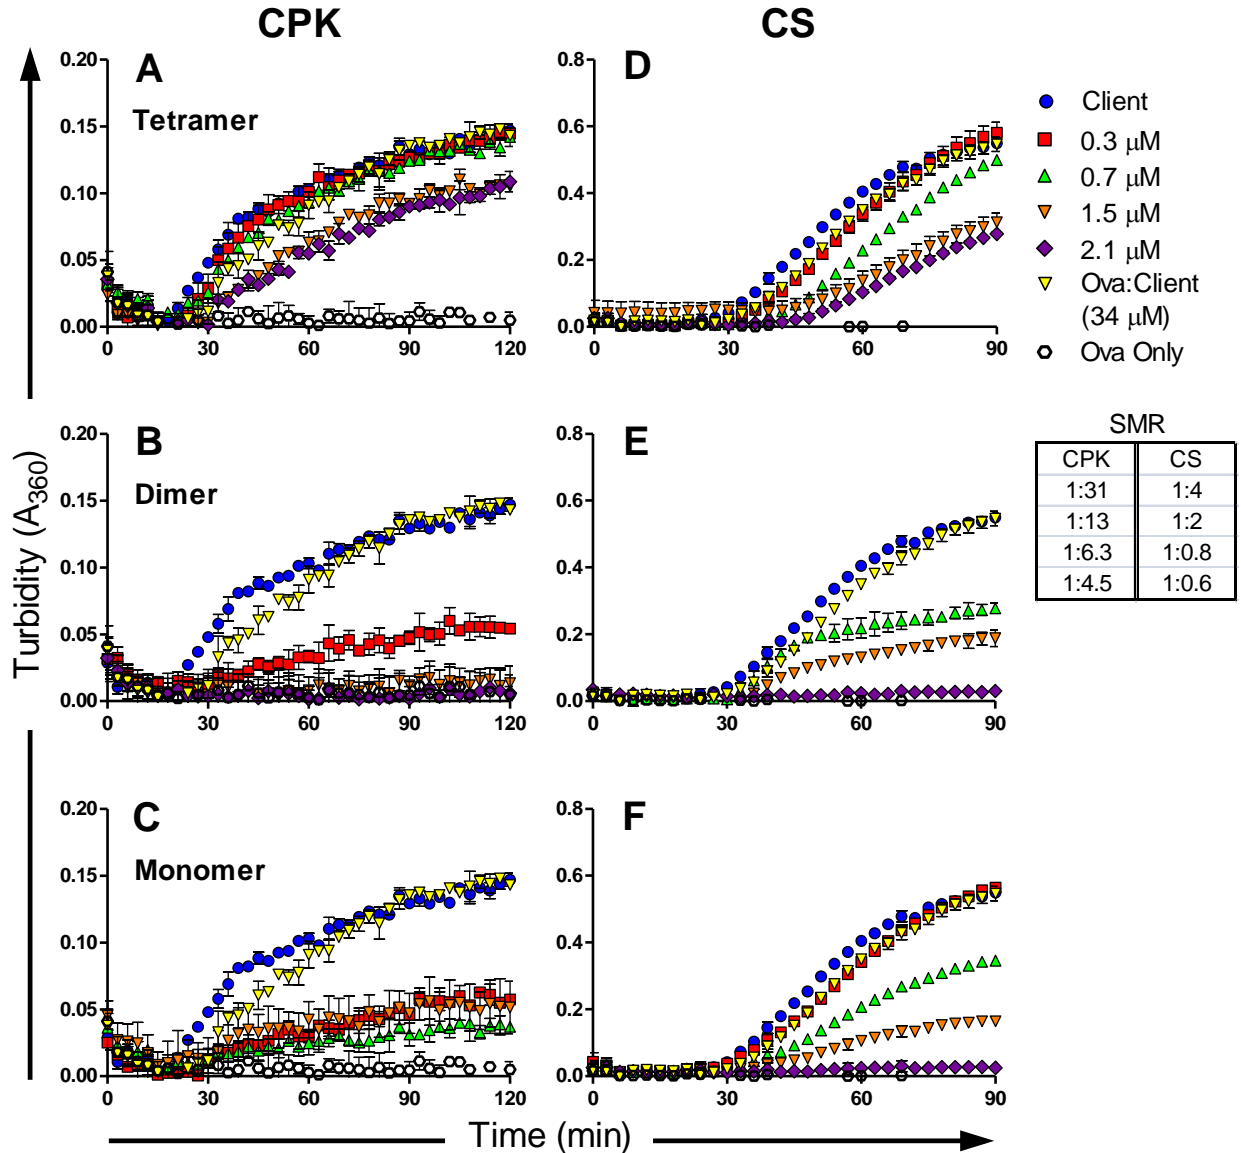 CPK CS
A
Tetramer
0.20
0.15
0.10
0.05
0.00
0 30 60 90 120
D
0.8
0.6
0.4
0.2
0.0
0 30 60 90
Client
0.3 μM
0.7 μM
1.5 μM
2.1 μM
Ova:Client
(34 μM)
Ova Only
B
Dimer
0.20
0.15
0.10
0.05
0.00
0 30 60 90 120
E
0.8
0.6
0.4
0.2
0.0
0 30 60 90
SMR
CPK CS
1:31 1:4
1:13 1:2
1:6.3 1:0.8
1:4.5 1:0.6
C
Monomer
0.20
0.15
0.10
0.05
0.00
0 30 60 90 120
F
0.8
0.6
0.4
0.2
0.0
0 30 60 90
Turbidity (A360)
Time (min)